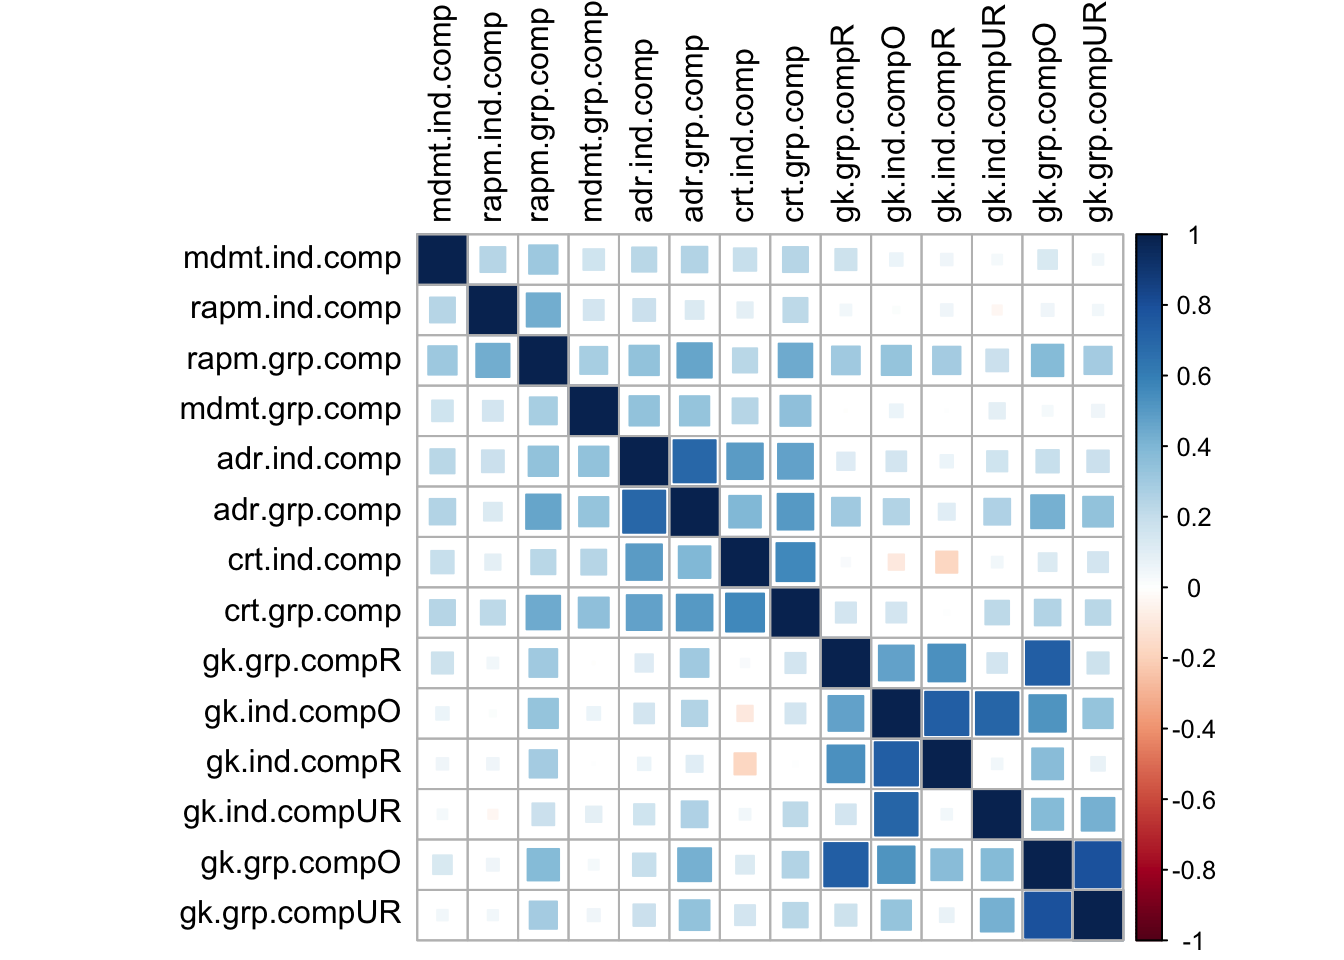 mdmt.ind.comp
rapm.ind.comp
rapm.grp.comp
mdmt.grp.comp
adr.ind.comp
adr.grp.comp
crt.ind.comp
crt.grp.comp
gk.grp.compR
gk.ind.compO
gk.ind.compR
gk.ind.compUR
gk.grp.compO
gk.grp.compUR
mdmt.ind.comp
rapm.ind.comp
rapm.grp.comp
mdmt.grp.comp
adr.ind.comp
adr.grp.comp
crt.ind.comp
crt.grp.comp
gk.grp.compR
gk.ind.compO
gk.ind.compR
gk.ind.compUR
gk.grp.compO
gk.grp.compUR
1
0.8
0.6
0.4
0.2
0
-0.2
-0.4
-0.6
-0.8
-1